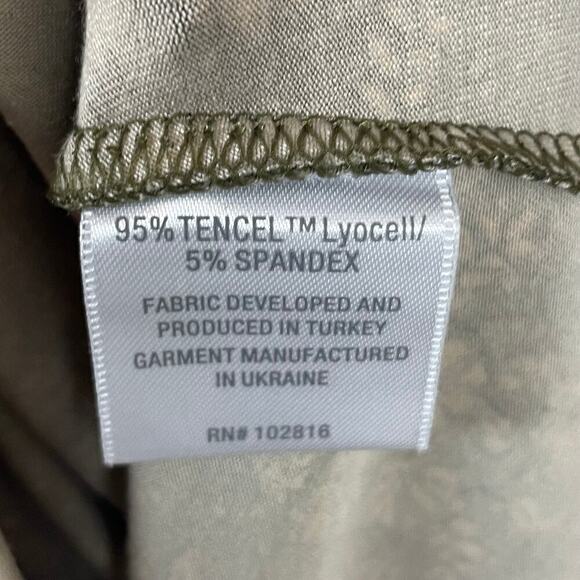 95% TENCEL™ Lyocell/
5% SPANDEX
FABRIC DEVELOPED AND
PRODUCED IN TURKEY
GARMENT MANUFACTURED
IN UKRAINE
RN# 102816